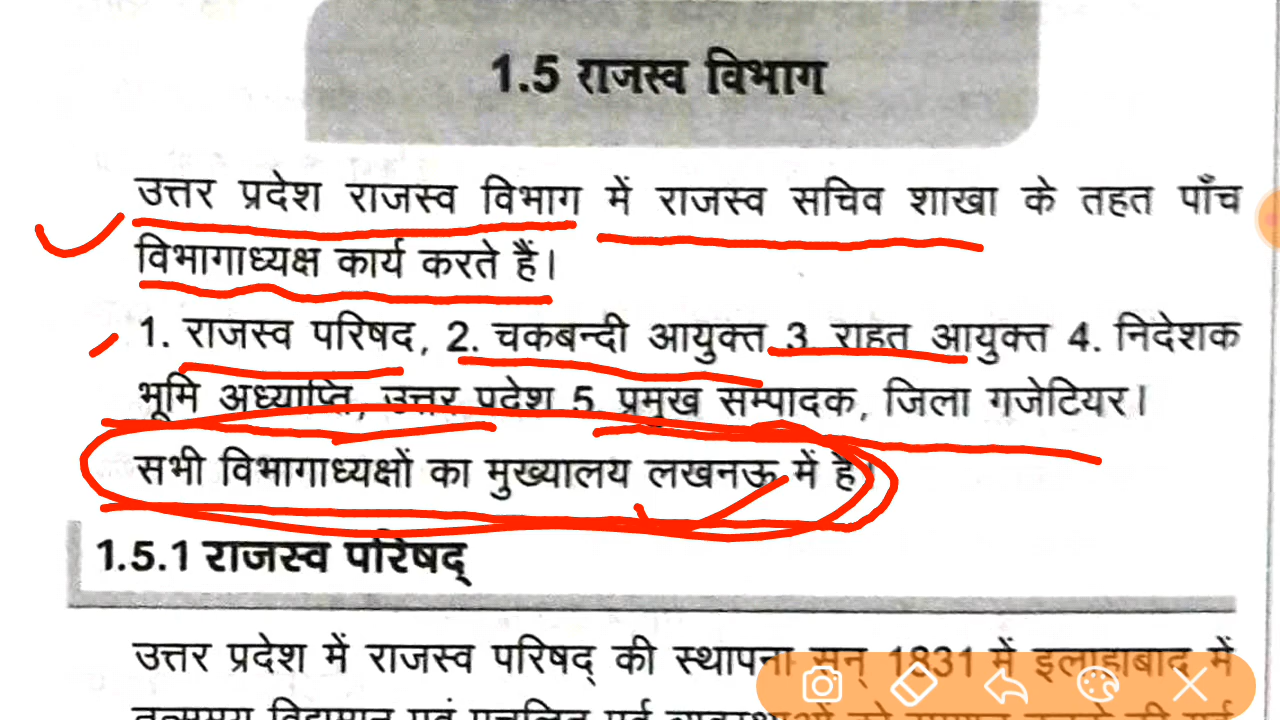 1.5 राजस्व विभाग
उत्तर प्रदेश राजस्व विभाग में राजस्व सचिव शाखा के तहत पाँच
विभागाध्यक्ष कार्य करते हैं।
1. राजस्व परिषद, 2. चकबन्दी आयुक्त 3 राहत आयुक्त 4. निदेशक
भूमि अध्याप्ति, उत्तर प्रदेश 5 प्रमुख सम्पादक, जिला गजेटियर।
सभी विभागाध्यक्षों का मुख्यालय लखनऊ में है।
1.5.1 राजस्व परिषद्
उत्तर प्रदेश में राजस्व परिषद् की स्थापना सन् 1831 में इलाहाबाद में